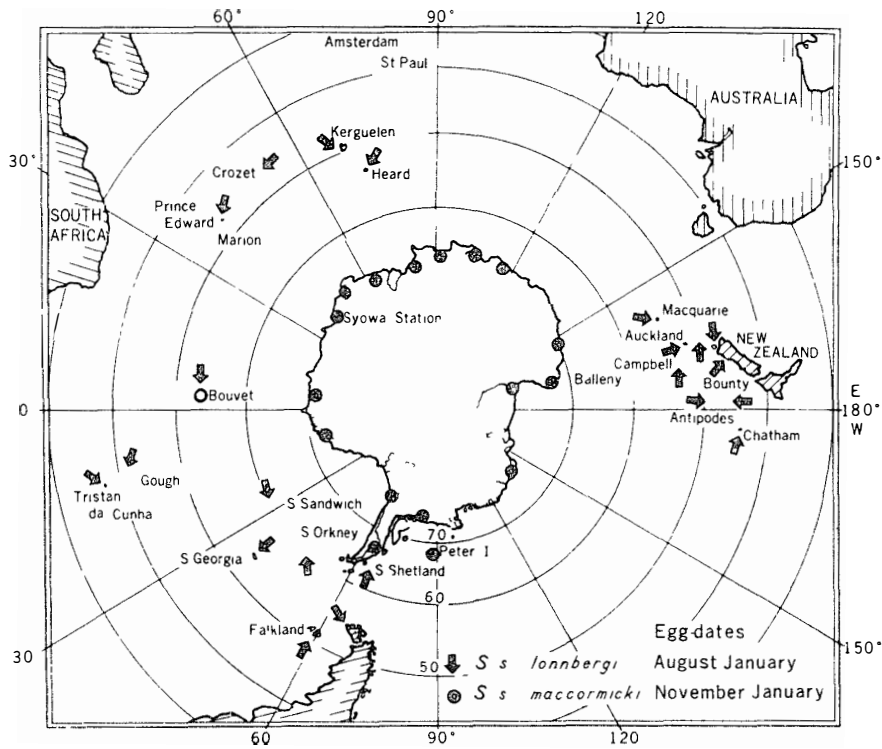 60° 90° 120
Amsterdam
St Paul
AUSTRALIA
Kerguelen
30°
150°
Crozet
Heard
Prince
Edward
SOUTH
AFRICA
Marion
Syowa Station
Macquarie
Auckland
NEW
ZEALAND
Campbell
Balleny
Bounty
Bouvet
E
0
180°
W
Antipodes
Chatham
Gough
Tristan
da Cunha
S Sandwich
S Orkney
70
Peter I
S Georgia
S Shetland
60
Falkland
Egg-dates
S s lonnbergi August January
50
S s maccormicki November January
30
150°
60 90° 120